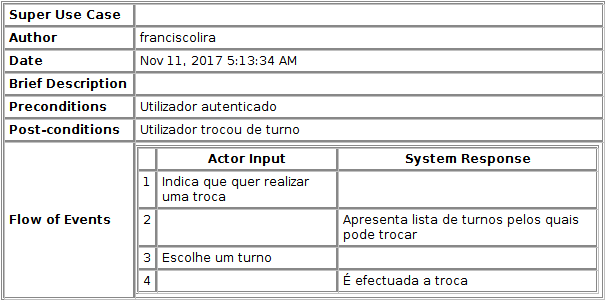 Super Use Case
Author franciscolira
Date Nov 11, 2017 5:13:34 AM
Brief Description
Preconditions Utilizador autenticado
Post-conditions Utilizador trocou de turno
Flow of Events
Actor Input System Response
1 Indica que quer realizar
uma troca
2 Apresenta lista de turnos pelos quais
pode trocar
3 Escolhe um turno
4 É efectuada a troca